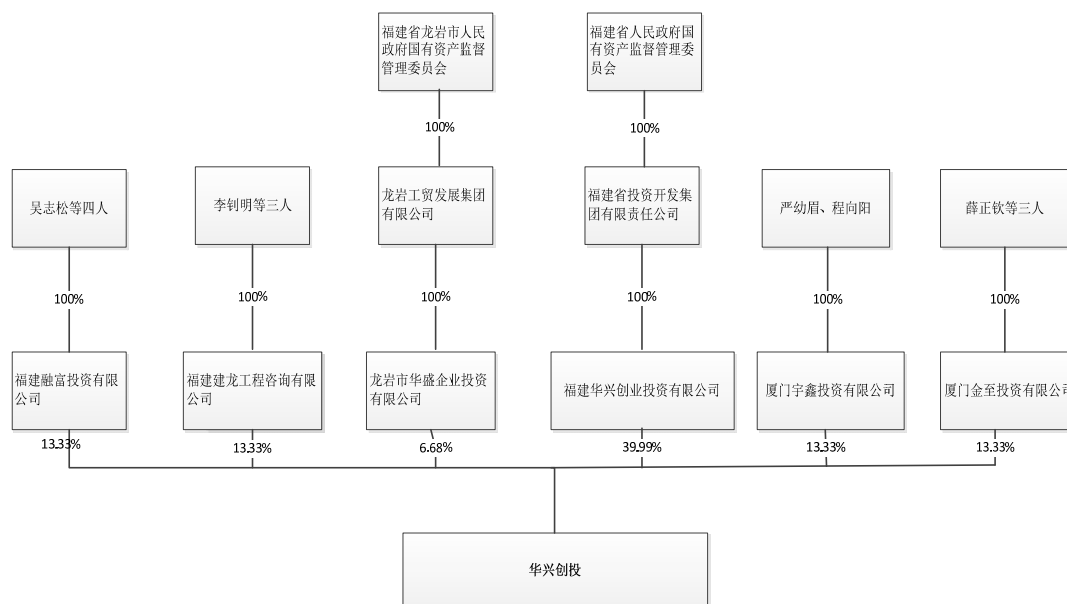 福建省龙岩市人民
政府国有资产监督
管理委员会
福建省人民政府国
有资产监督管理委
员会
100%
100%
吴志松等四人
李钊明等三人
龙岩工贸发展集团
有限公司
福建省投资开发集
团有限责任公司
严幼眉、程向阳
薛正钦等三人
100%
100%
100%
100%
100%
100%
福建融富投资有限
公司
福建建龙工程咨询有限
公司
龙岩市华盛企业投资
有限公司
福建华兴创业投资有限公司
厦门宇鑫投资有限公司
厦门金至投资有限公司
13.33%
13.33%
6.68%
39.99%
13.33%
13.33%
华兴创投